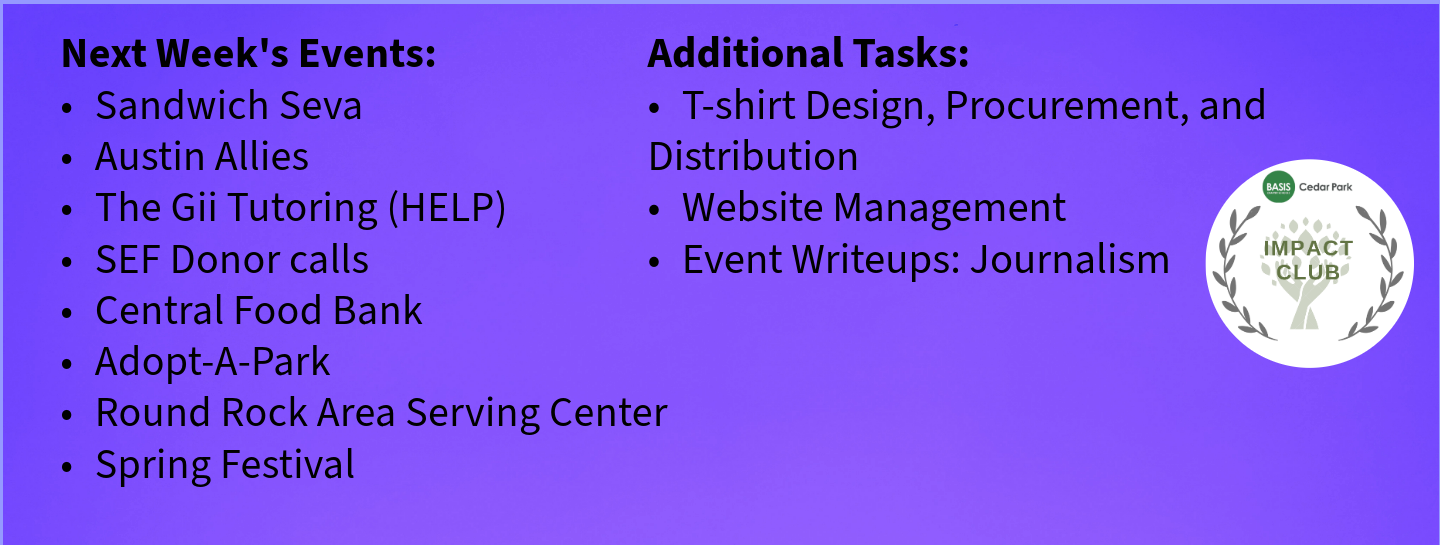 Next Week's Events:
• Sandwich Seva
• Austin Allies
• The Gii Tutoring (HELP)
• SEF Donor calls
• Central Food Bank
• Adopt-A-Park
• Round Rock Area Serving Center
• Spring Festival
Additional Tasks:
• T-shirt Design, Procurement, and
Distribution
• Website Management
• Event Writeups: Journalism
BASIS Cedar Park
IMPACT
CLUB